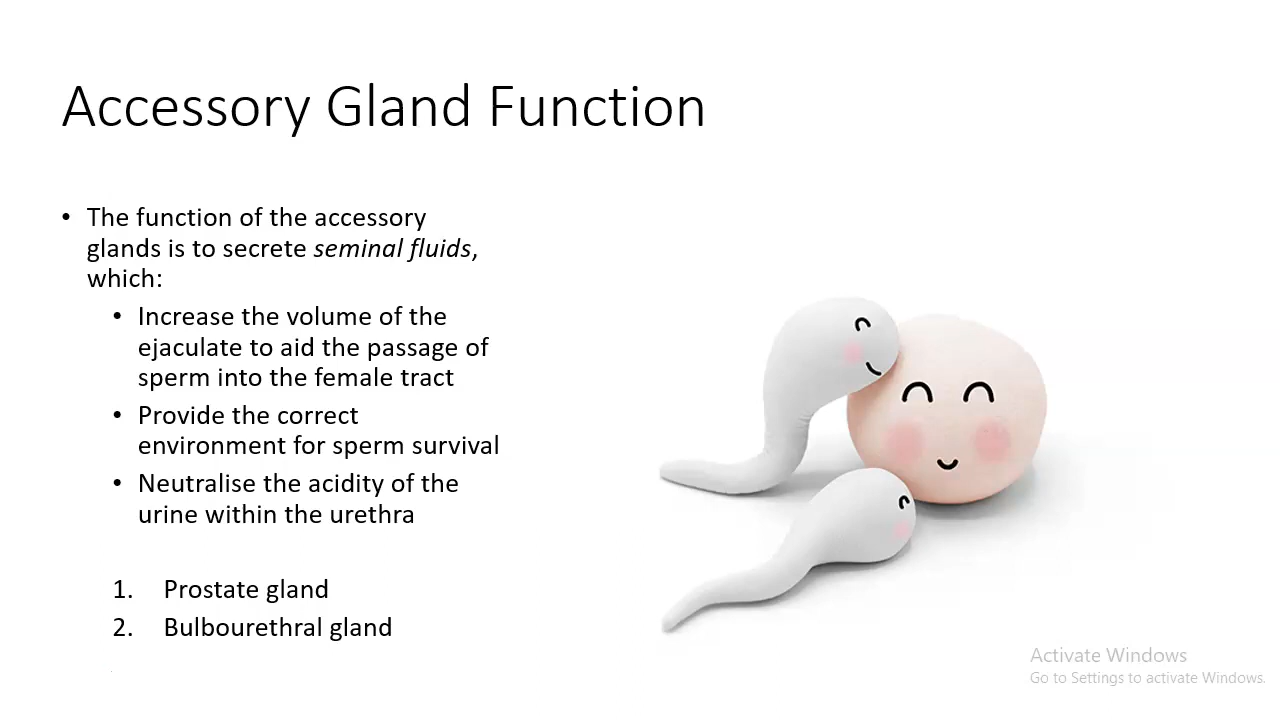 Accessory Gland Function
• The function of the accessory
glands is to secrete seminal fluids,
which:
• Increase the volume of the
ejaculate to aid the passage of
sperm into the female tract
• Provide the correct
environment for sperm survival
• Neutralise the acidity of the
urine within the urethra
1. Prostate gland
2. Bulbourethral gland
Activate Windows
Go to Settings to activate Windows.